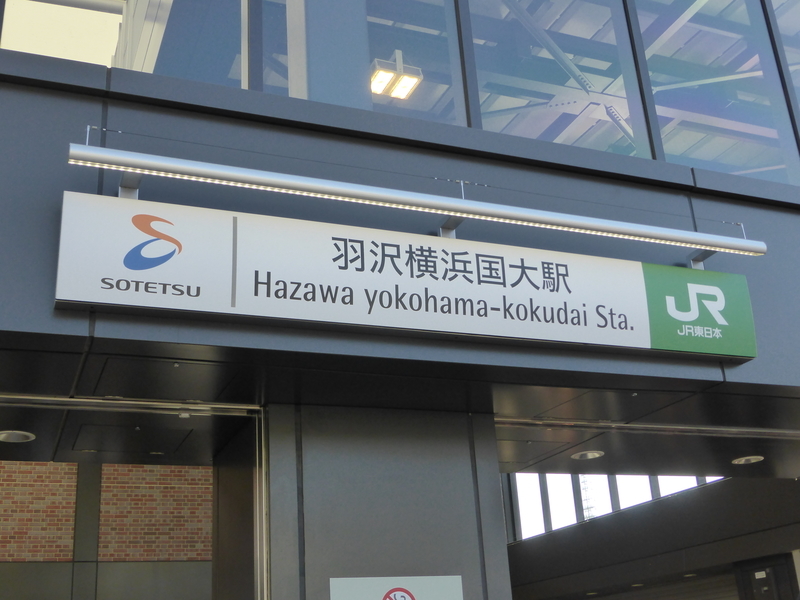 SOTETSU
羽沢横浜国大駅
Hazawa yokohama-kokudai Sta.
JR
JR東日本